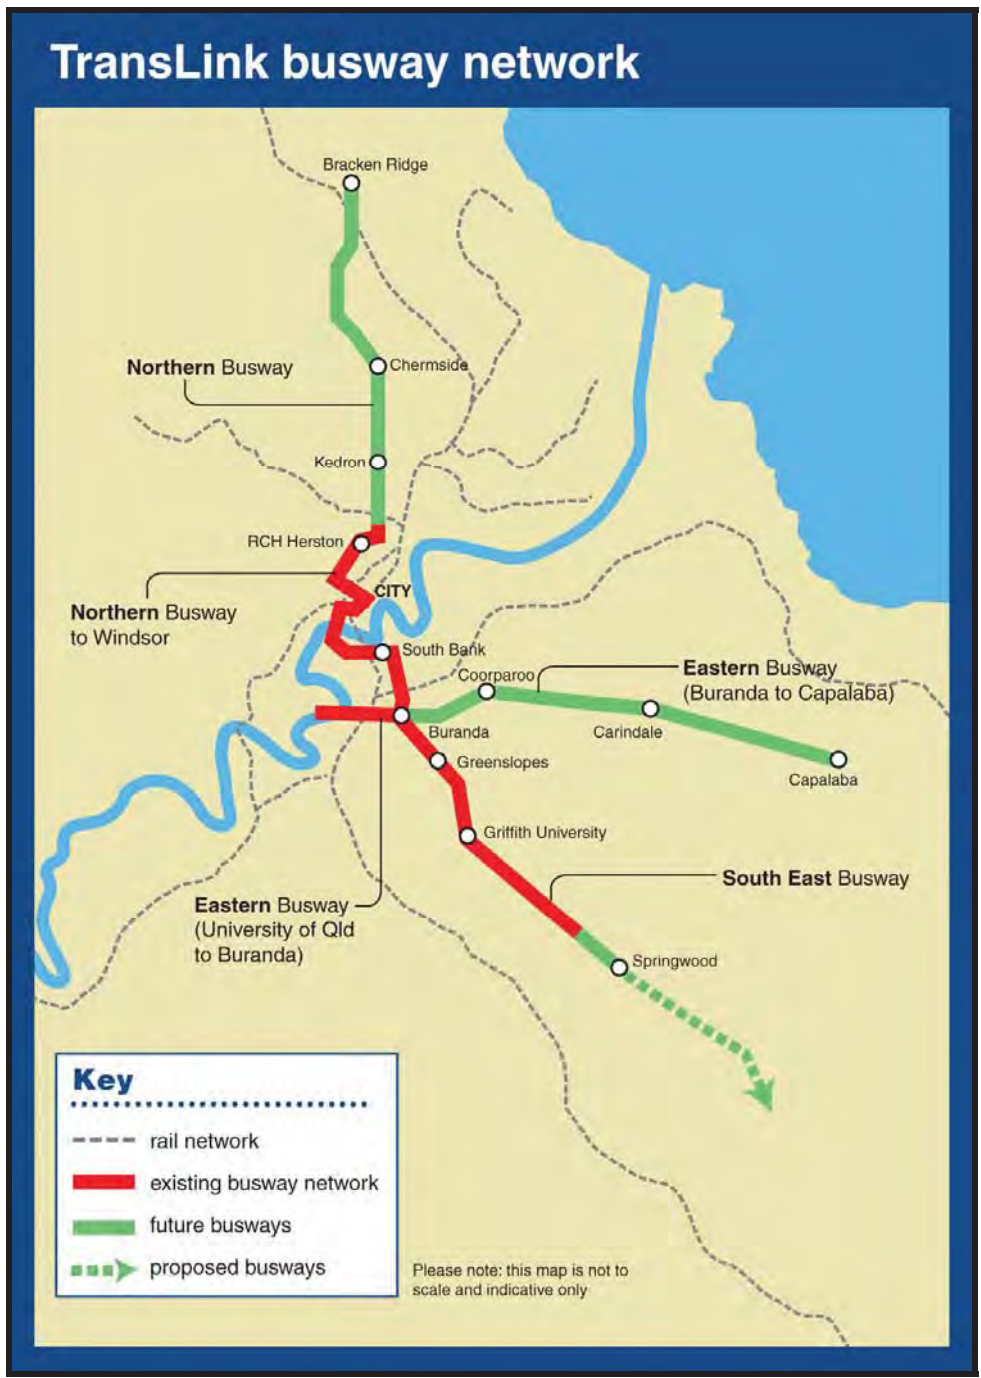 TransLink busway network
Bracken Ridge
Northern Busway
Chermside
Kedron
RCH Herston
CITY
Northern Busway
to Windsor
South Bank
Coorparoo
Eastern Busway
(Buranda to Capalaba)
Buranda
Carindale
Greenslopes
Capalaba
Griffith University
South East Busway
Eastern Busway
(University of Qld
to Buranda)
Springwood
Key
rail network
existing busway network
future busways
proposed busways
Please note: this map is not to
scale and indicative only